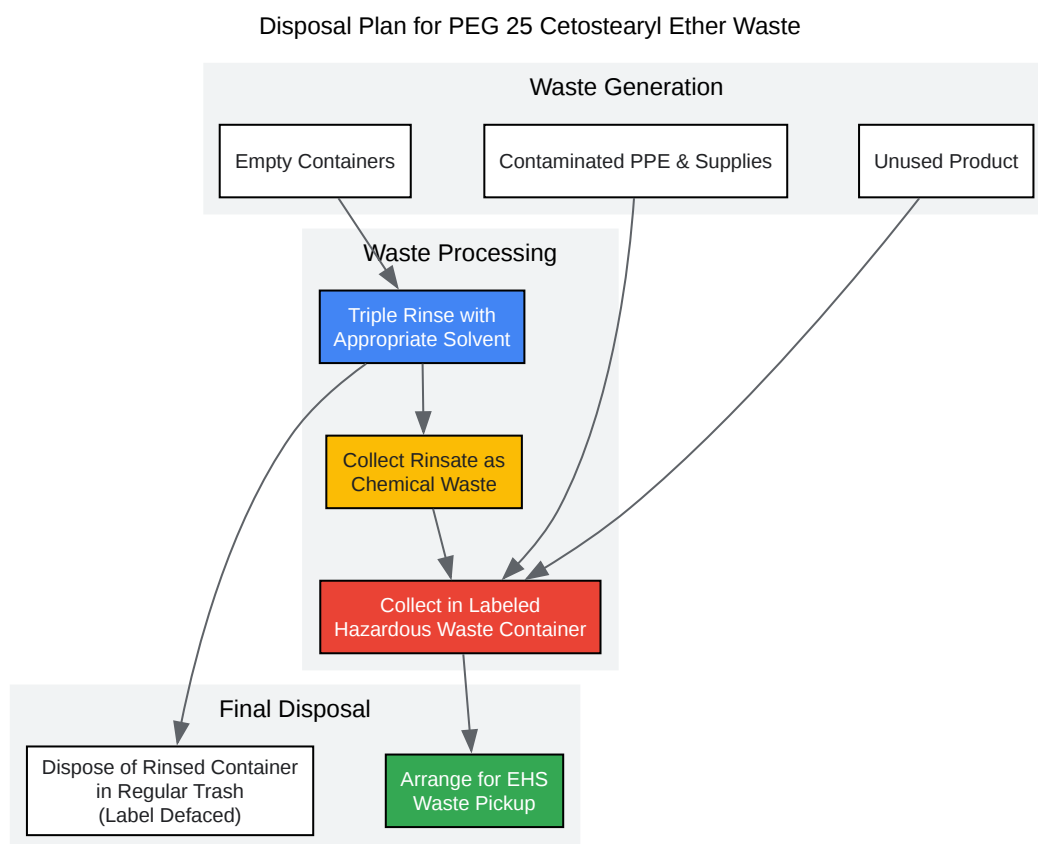 Disposal Plan for PEG 25 Cetostearyl Ether Waste
Waste Generation
Empty Containers
Contaminated PPE & Supplies
Unused Product
Waste Processing
Triple Rinse with
Appropriate Solvent
Collect Rinsate as
Chemical Waste
Collect in Labeled
Hazardous Waste Container
Final Disposal
Dispose of Rinsed Container
in Regular Trash
(Label Defaced)
Arrange for EHS
Waste Pickup